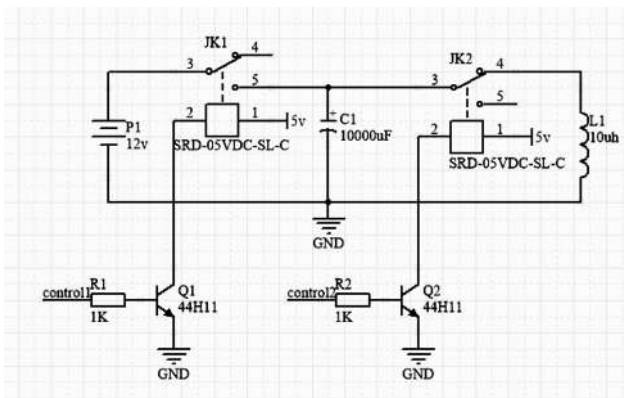 JK1
4
3
5
2
1
5v
P1
12v
SRD-05VDC-SL-C
C1
10000uF
+
JK2
4
3
5
2
1
5v
SRD-05VDC-SL-C
L1
10uh
GND
control1
R1
1K
Q1
44H11
GND
control2
R2
1K
Q2
44H11
GND